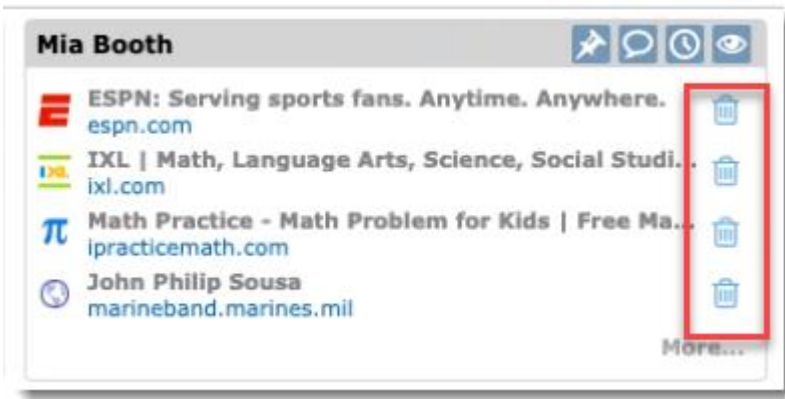 Mia Booth
ESPN: Serving sports fans. Anytime. Anywhere.
espn.com
IXL | Math, Language Arts, Science, Social Studi...
ixl.com
Math Practice - Math Problem for Kids | Free Ma...
ipracticemath.com
John Philip Sousa
marineband.marines.mil
More...